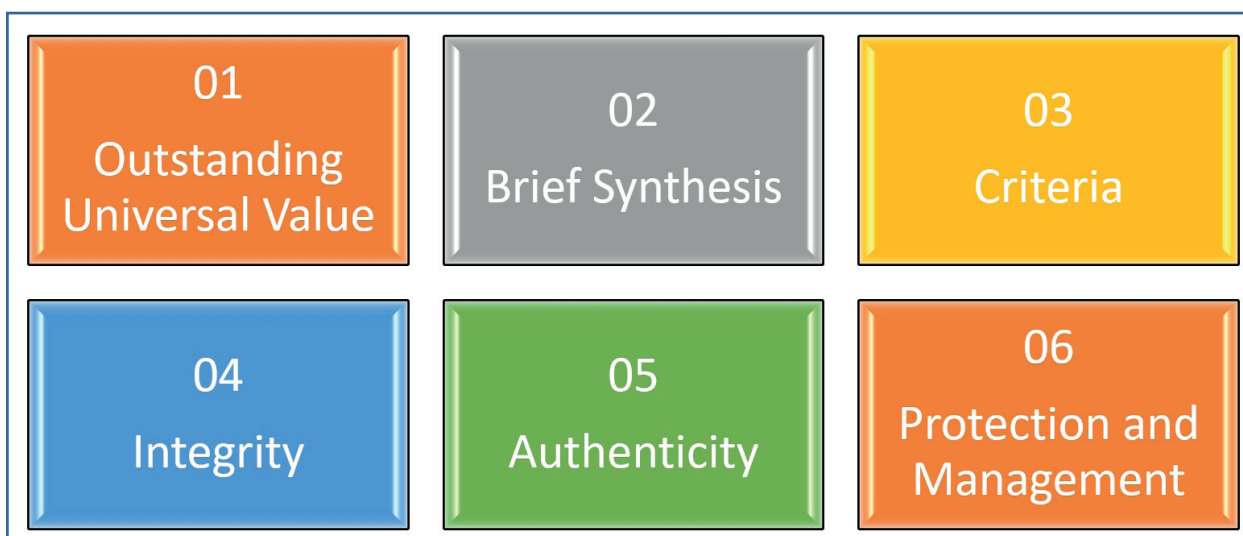 01
Outstanding
Universal Value
02
Brief Synthesis
03
Criteria
04
Integrity
05
Authenticity
06
Protection and
Management